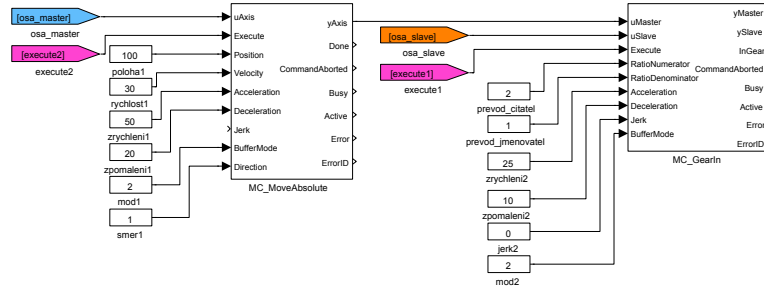 [osa_master]
osa_master
[execute2]
execute2
100
poloha1
30
rychlost1
50
zrychleni1
20
zpomaleni1
2
mod1
1
smer1
uAxis
Execute
Position
Velocity
Acceleration
Deceleration
Jerk
BufferMode
Direction
yAxis
Done
CommandAborted
Busy
Active
Error
ErrorID
MC_MoveAbsolute
[osa_slave]
osa_slave
[execute1]
execute1
2
prevod_citatel
1
prevod_jmenovatel
25
zrychleni2
10
zpomaleni2
0
jerk2
2
mod2
uMaster
uSlave
Execute
RatioNumerator
RatioDenominator
Acceleration
Deceleration
Jerk
BufferMode
yMaster
ySlave
InGear
CommandAborted
Busy
Active
Error
ErrorID
MC_GearIn